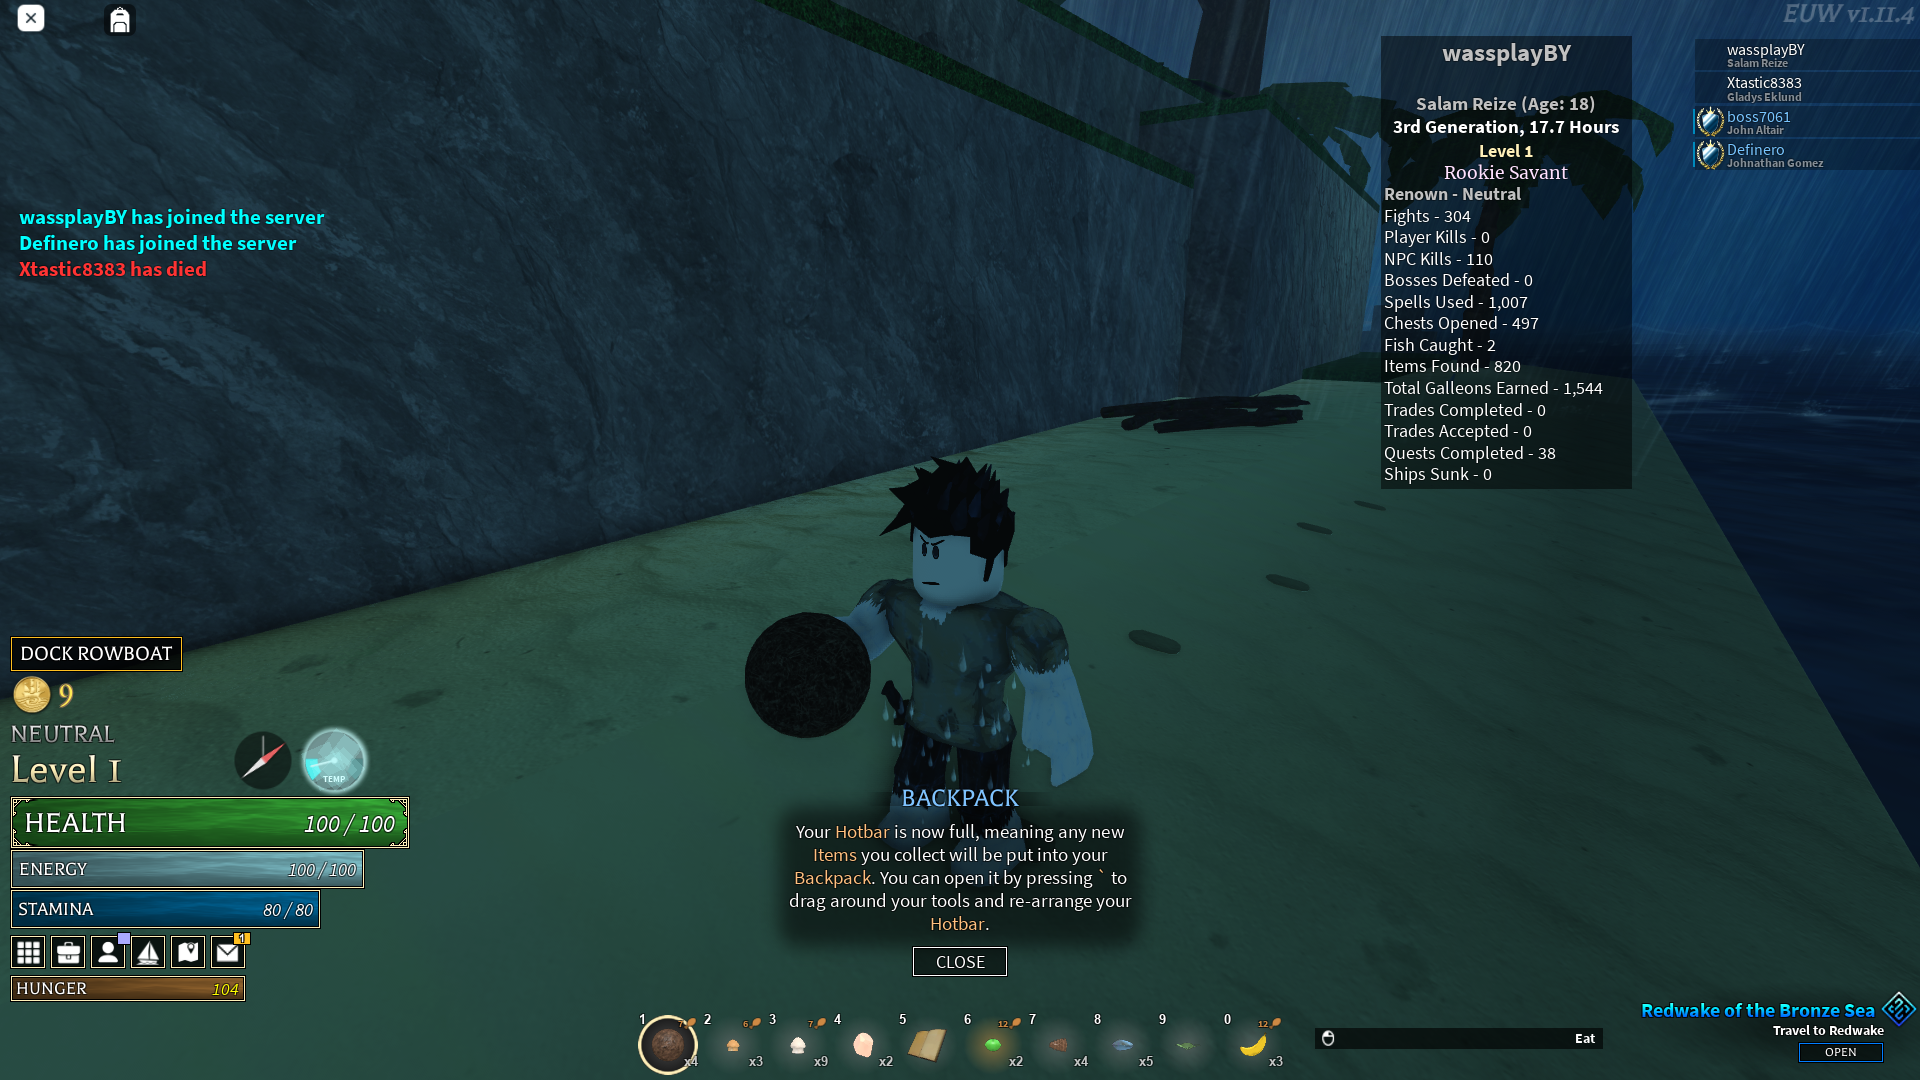 EUW v1.11.4
wassplayBY
Salam Reize
Xtastic8383
Gladys Eklund
boss7061
John Altair
Definero
Johnathan Gomez
wassplayBY
Salam Reize (Age: 18)
3rd Generation, 17.7 Hours
Level 1
Rookie Savant
Renown - Neutral
Fights - 304
Player Kills - 0
NPC Kills - 110
Bosses Defeated - 0
Spells Used - 1,007
Chests Opened - 497
Fish Caught - 2
Items Found - 820
Total Galleons Earned - 1,544
Trades Completed - 0
Trades Accepted - 0
Quests Completed - 38
Ships Sunk - 0
wassplayBY has joined the server
Definero has joined the server
Xtastic8383 has died
DOCK ROWBOAT
9
NEUTRAL
Level 1
TEMP
HEALTH 100 / 100
ENERGY 100 / 100
STAMINA 80 / 80
1
HUNGER 104
BACKPACK
Your Hotbar is now full, meaning any new
Items you collect will be put into your
Backpack. You can open it by pressing ` to
drag around your tools and re-arrange your
Hotbar.
CLOSE
1 7 x4
2 6 x3
3 7 x9
4 x2
5
6 12 x2
7 x4
8 x5
9
0 12 x3
Eat
Redwake of the Bronze Sea
Travel to Redwake
OPEN